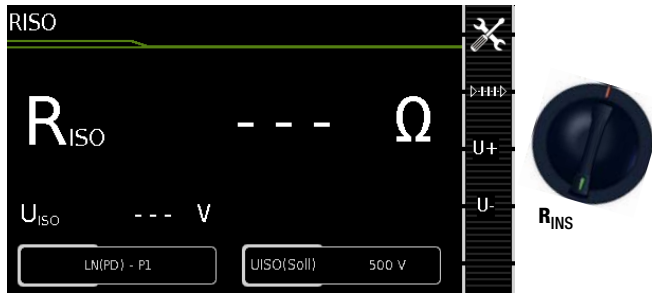 RISO
RISO --- Ω
UISO --- V
LN(PD) - P1
UISO(Soll) 500 V
U+
U-
RINS